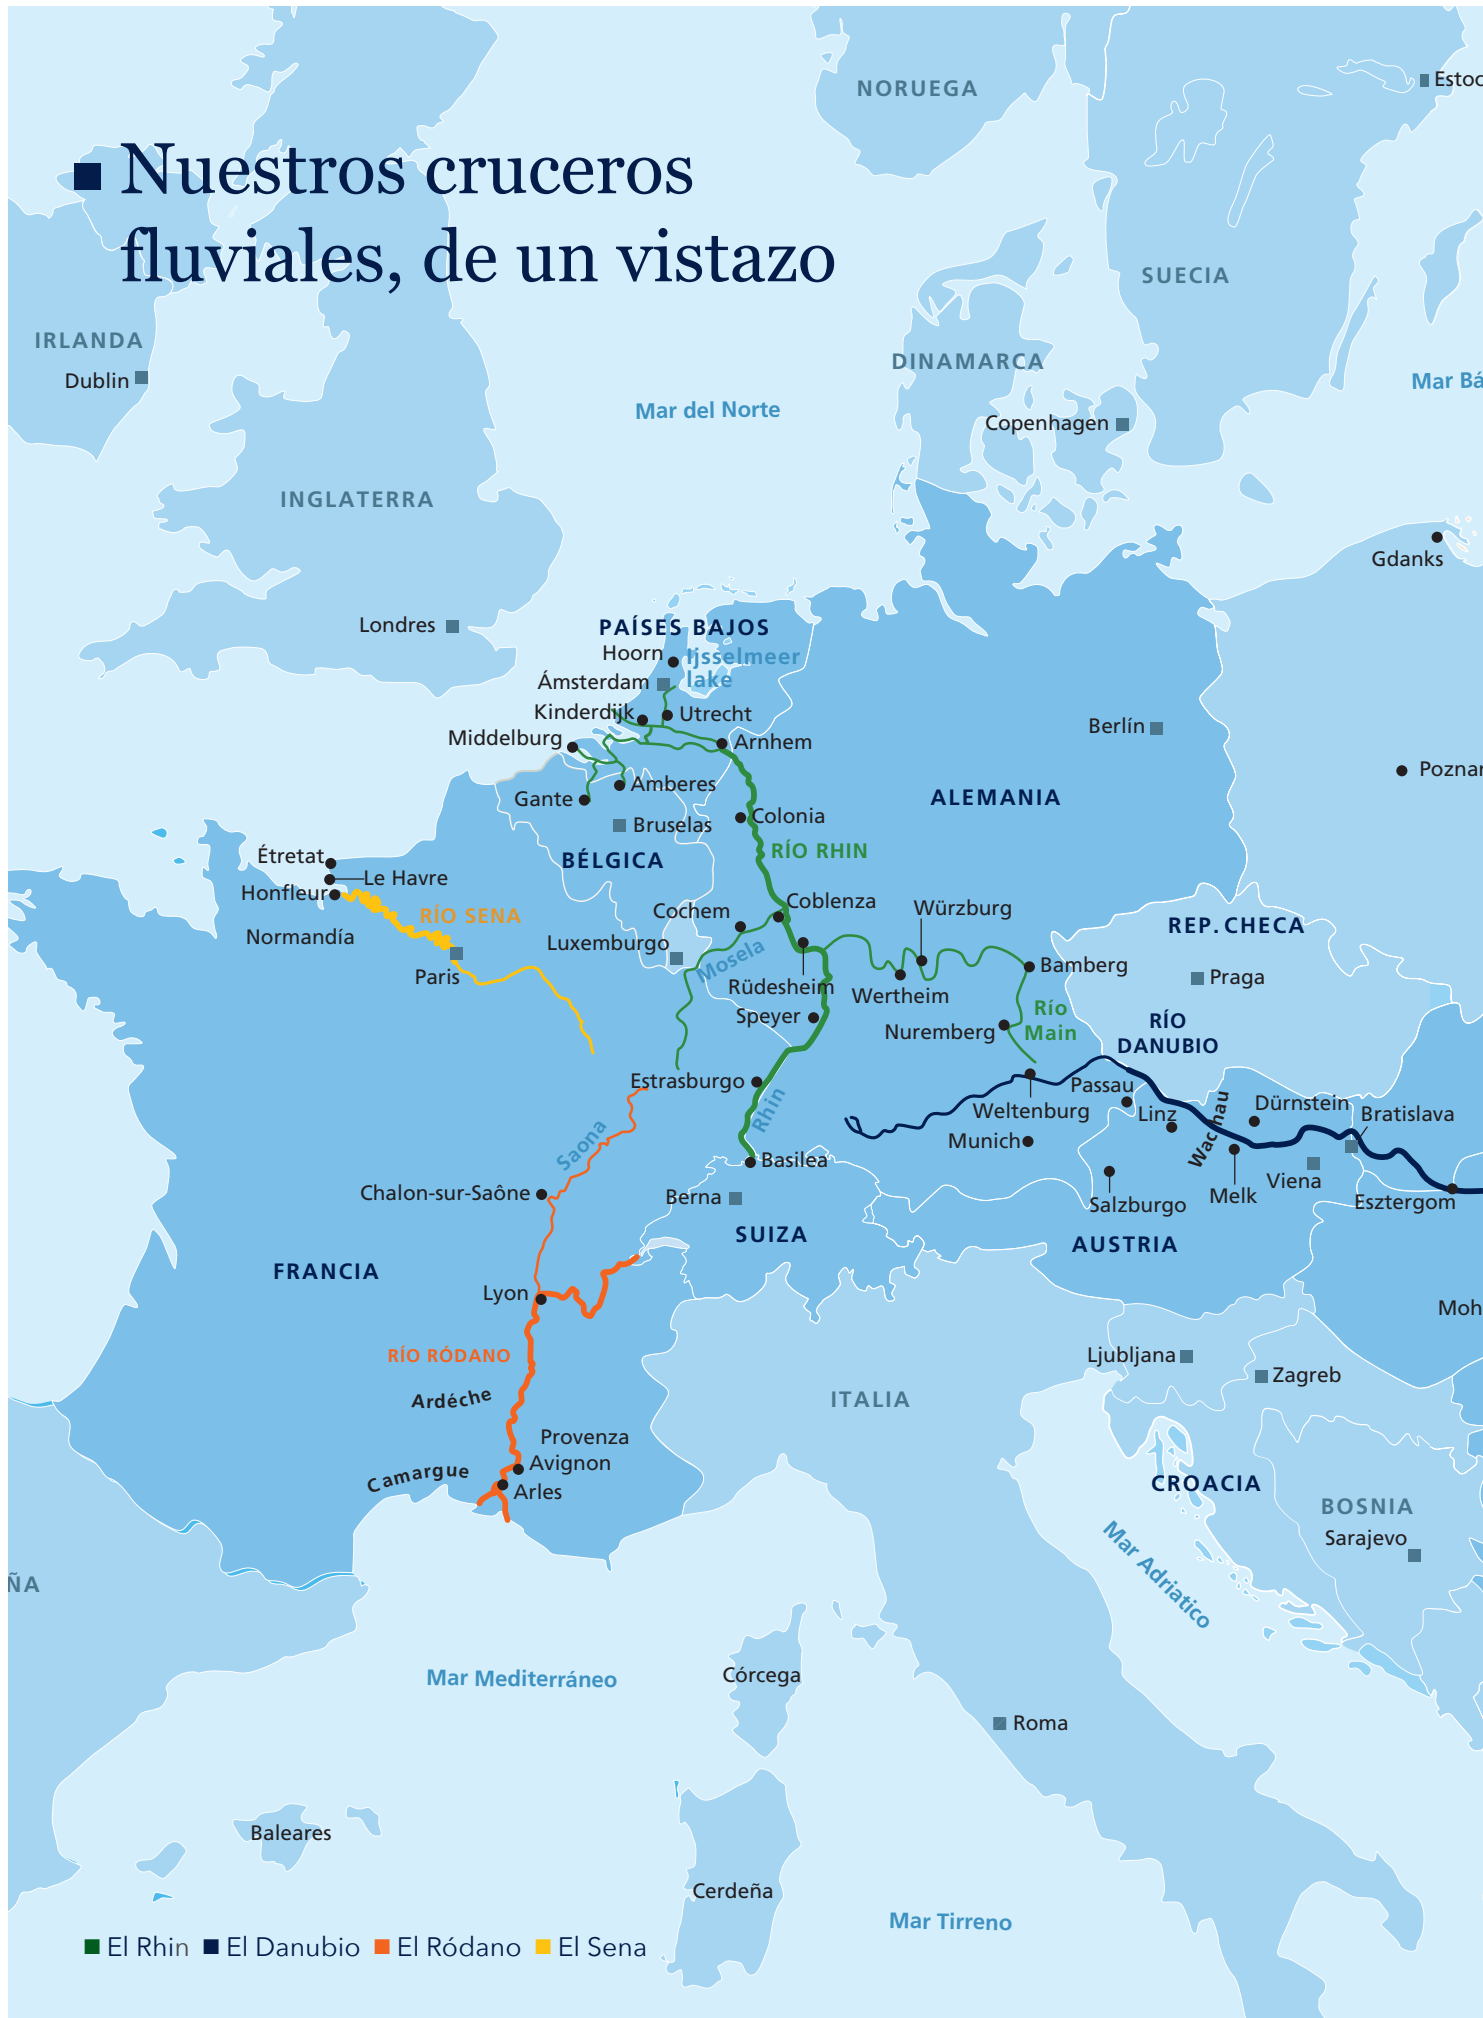 Nuestros cruceros
fluviales, de un vistazo
NORUEGA
SUECIA
IRLANDA
Dublin
DINAMARCA
Mar del Norte
Copenhagen
INGLATERRA
Gdanks
Londres
PAÍSES BAJOS
Hoorn
Ijsselmeer
lake
Ámsterdam
Kinderdijk
Utrecht
Middelburg
Arnhem
Berlín
Amberes
Gante
ALEMANIA
Colonia
Bruselas
RÍO RHIN
BÉLGICA
Étretat
Le Havre
Honfleur
RÍO SENA
Cochem
Coblenza
Würzburg
REP. CHECA
Normandía
Luxemburgo
Mosela
Bamberg
Paris
Praga
Rüdesheim
Wertheim
Speyer
Río
Main
Nuremberg
RÍO
DANUBIO
Estrasburgo
Passau
Rhin
Weltenburg
Linz
Wachau
Dürnstein
Bratislava
Saona
Munich
Basilea
Viena
Chalon-sur-Saône
Berna
Salzburgo
Melk
Esztergom
SUIZA
AUSTRIA
FRANCIA
Lyon
Moh
RÍO RÓDANO
Ljubljana
Zagreb
Ardéche
ITALIA
Provenza
Avignon
Camargue
Arles
CROACIA
BOSNIA
Sarajevo
Mar Adriatico
ÑA
Mar Mediterráneo
Córcega
Roma
Baleares
Cerdeña
Mar Tirreno
El Rhin El Danubio El Ródano El Sena